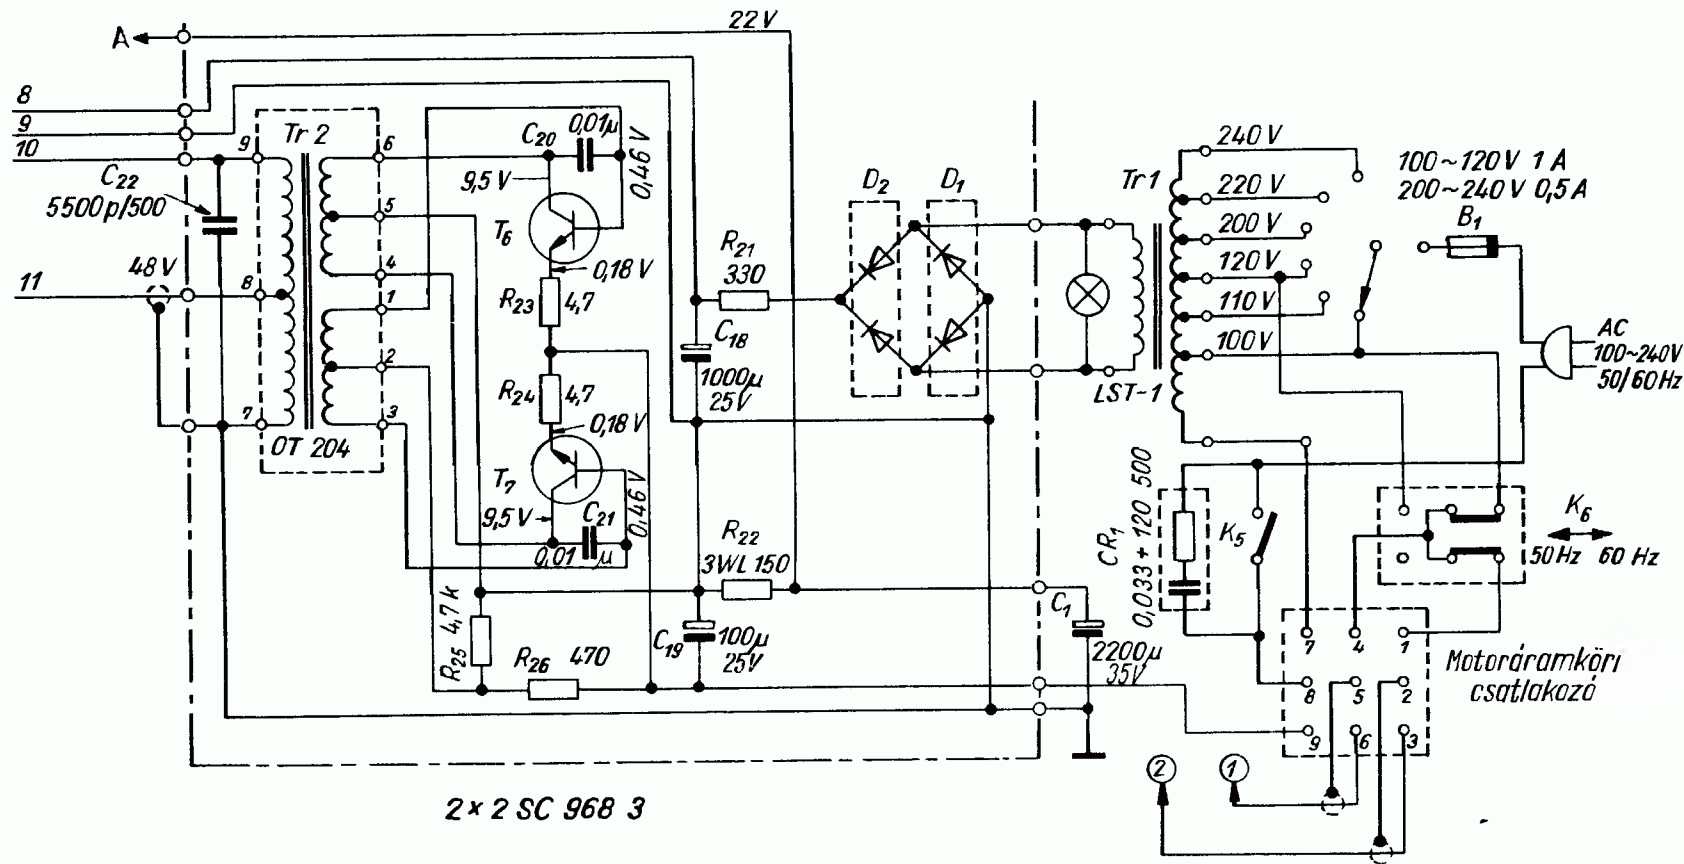 A
22 V
8
9
10
11
C22
5500p/500
48 V
Tr 2
9
8
7
6
5
4
1
2
3
OT 204
C20
0,01µ
0,46 V
9,5 V
T6
0,18 V
R23
4,7
R24
4,7
0,18 V
T7
0,46 V
9,5 V
C21
0,01
µ
R25 4,7 k
R26 470
R21
330
C18
1000µ
25V
R22
3WL 150
C19
100µ
25V
D2
D1
C1
2200µ
35V
Tr1
LST-1
240 V
220 V
200 V
120 V
110 V
100 V
100~120V 1 A
200~240 V 0,5 A
B1
AC
100~240V
50/60 Hz
CR1
0,033 + 120 500
K5
K6
50 Hz 60 Hz
7
4
1
8
5
2
9
6
3
Motoráramköri
csatlakozó
2
1
2 × 2 SC 968 3